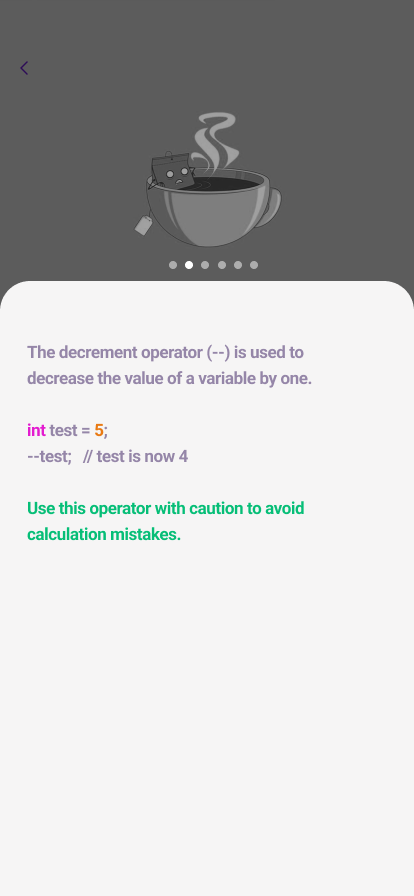 The decrement operator (--) is used to
decrease the value of a variable by one.
int test = 5;
--test;   // test is now 4
Use this operator with caution to avoid
calculation mistakes.